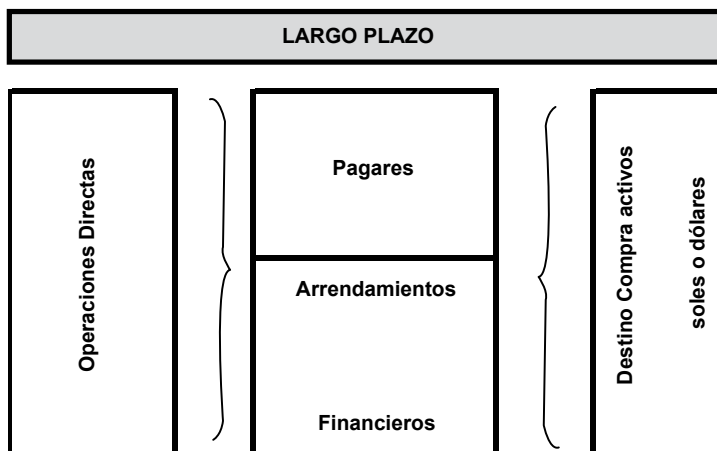 LARGO PLAZO
Operaciones Directas
Pagares
Arrendamientos
Financieros
Destino Compra activos
soles o dólares